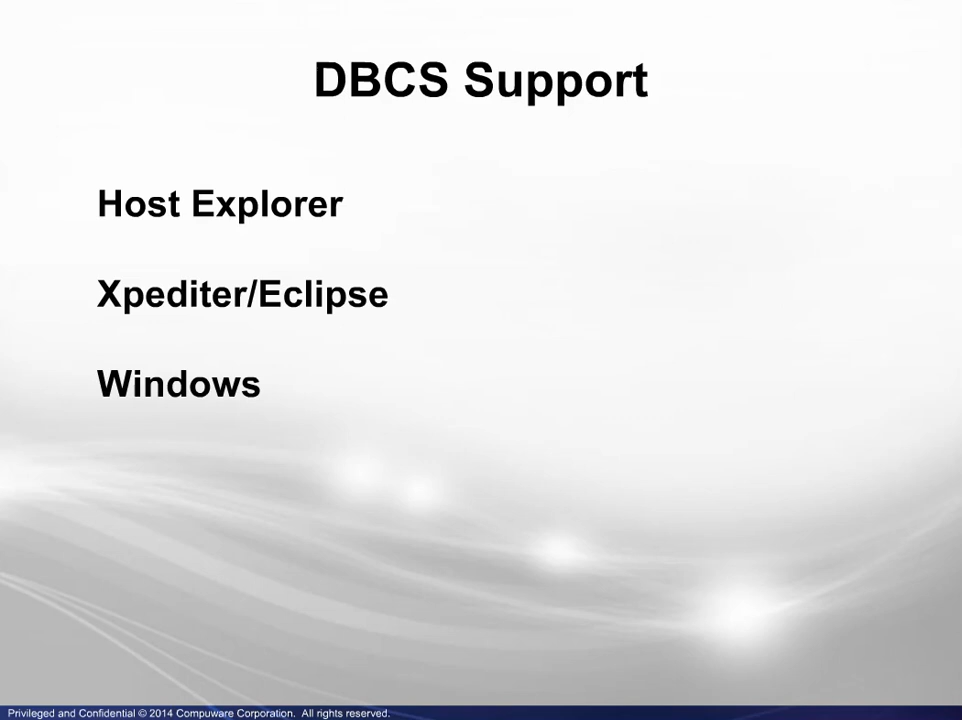 DBCS Support
Host Explorer
Xpediter/Eclipse
Windows
Privileged and Confidential © 2014 Compuware Corporation. All rights reserved.